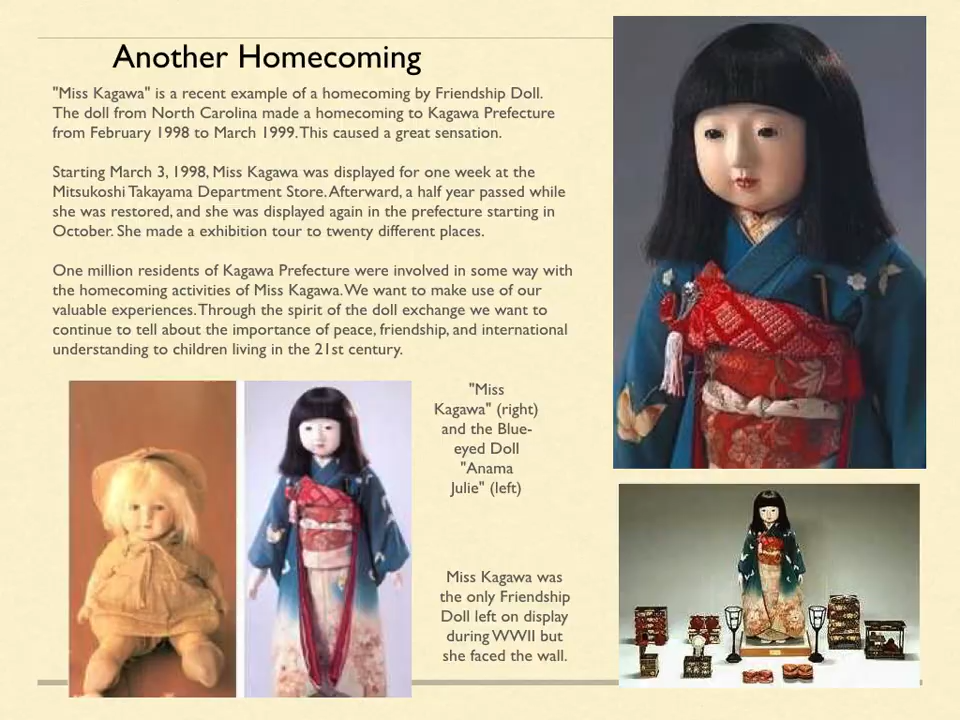 Another Homecoming
"Miss Kagawa" is a recent example of a homecoming by Friendship Doll.
The doll from North Carolina made a homecoming to Kagawa Prefecture
from February 1998 to March 1999. This caused a great sensation.
Starting March 3, 1998, Miss Kagawa was displayed for one week at the
Mitsukoshi Takayama Department Store. Afterward, a half year passed while
she was restored, and she was displayed again in the prefecture starting in
October. She made a exhibition tour to twenty different places.
One million residents of Kagawa Prefecture were involved in some way with
the homecoming activities of Miss Kagawa. We want to make use of our
valuable experiences. Through the spirit of the doll exchange we want to
continue to tell about the importance of peace, friendship, and international
understanding to children living in the 21st century.
"Miss
Kagawa" (right)
and the Blue-
eyed Doll
"Anama
Julie" (left)
Miss Kagawa was
the only Friendship
Doll left on display
during WWII but
she faced the wall.